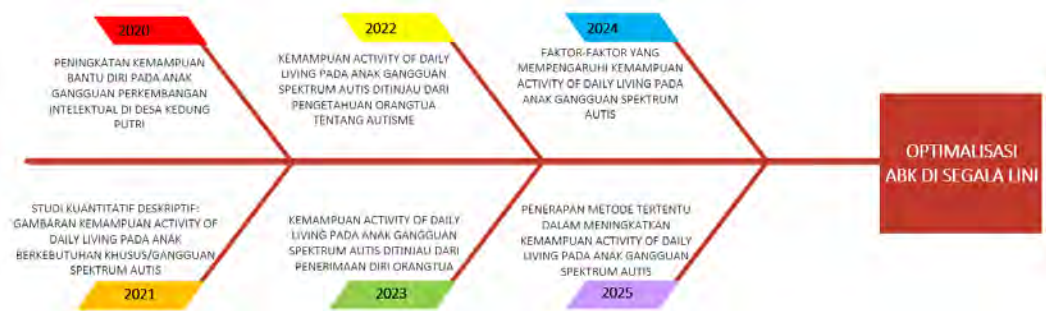 2020
PENINGKATAN KEMAMPUAN
BANTU DIRI PADA ANAK
GANGGUAN PERKEMBANGAN
INTELEKTUAL DI DESA KEDUNG
PUTRI
2022
KEMAMPUAN ACTIVITY OF DAILY
LIVING PADA ANAK GANGGUAN
SPEKTRUM AUTIS DITINJAU DARI
PENGETAHUAN ORANGTUA
TENTANG AUTISME
2024
FAKTOR-FAKTOR YANG
MEMPENGARUHI KEMAMPUAN
ACTIVITY OF DAILY LIVING PADA
ANAK GANGGUAN SPEKTRUM
AUTIS
OPTIMALISASI
ABK DI SEGALA LINI
STUDI KUANTITATIF DESKRIPTIF:
GAMBARAN KEMAMPUAN ACTIVITY OF
DAILY LIVING PADA ANAK
BERKEBUTUHAN KHUSUS/GANGGUAN
SPEKTRUM AUTIS
2021
KEMAMPUAN ACTIVITY OF DAILY
LIVING PADA ANAK GANGGUAN
SPEKTRUM AUTIS DITINJAU DARI
PENERIMAAN DIRI ORANGTUA
2023
PENERAPAN METODE TERTENTU
DALAM MENINGKATKAN
KEMAMPUAN ACTIVITY OF DAILY
LIVING PADA ANAK GANGGUAN
SPEKTRUM AUTIS
2025